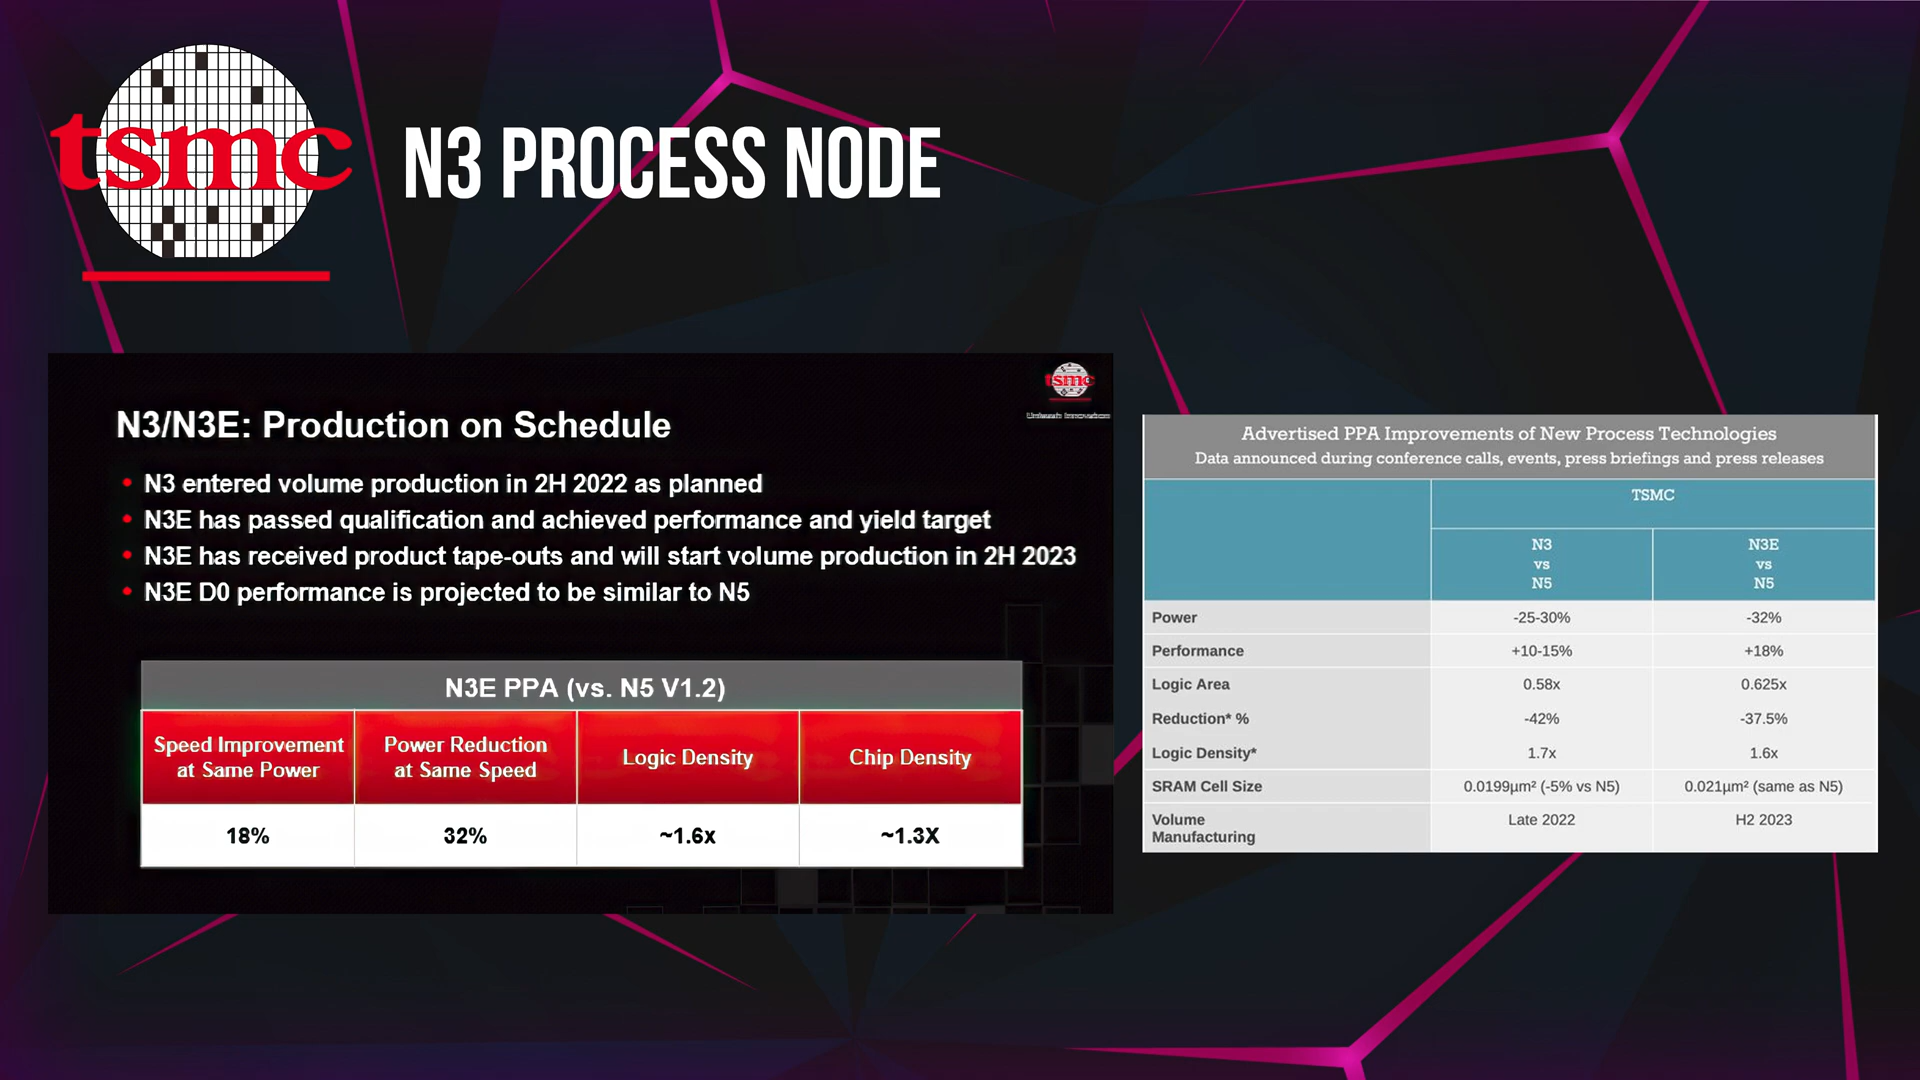 tsmc
N3 PROCESS NODE
tsmc
Unleash Innovation
N3/N3E: Production on Schedule
• N3 entered volume production in 2H 2022 as planned
• N3E has passed qualification and achieved performance and yield target
• N3E has received product tape-outs and will start volume production in 2H 2023
• N3E D0 performance is projected to be similar to N5
N3E PPA (vs. N5 V1.2)
Speed Improvement at Same Power | Power Reduction at Same Speed | Logic Density | Chip Density
18% | 32% | ~1.6x | ~1.3X
Advertised PPA Improvements of New Process Technologies
Data announced during conference calls, events, press briefings and press releases
TSMC
N3 vs N5 | N3E vs N5
Power | -25-30% | -32%
Performance | +10-15% | +18%
Logic Area | 0.58x | 0.625x
Reduction* % | -42% | -37.5%
Logic Density* | 1.7x | 1.6x
SRAM Cell Size | 0.0199µm² (-5% vs N5) | 0.021µm² (same as N5)
Volume Manufacturing | Late 2022 | H2 2023